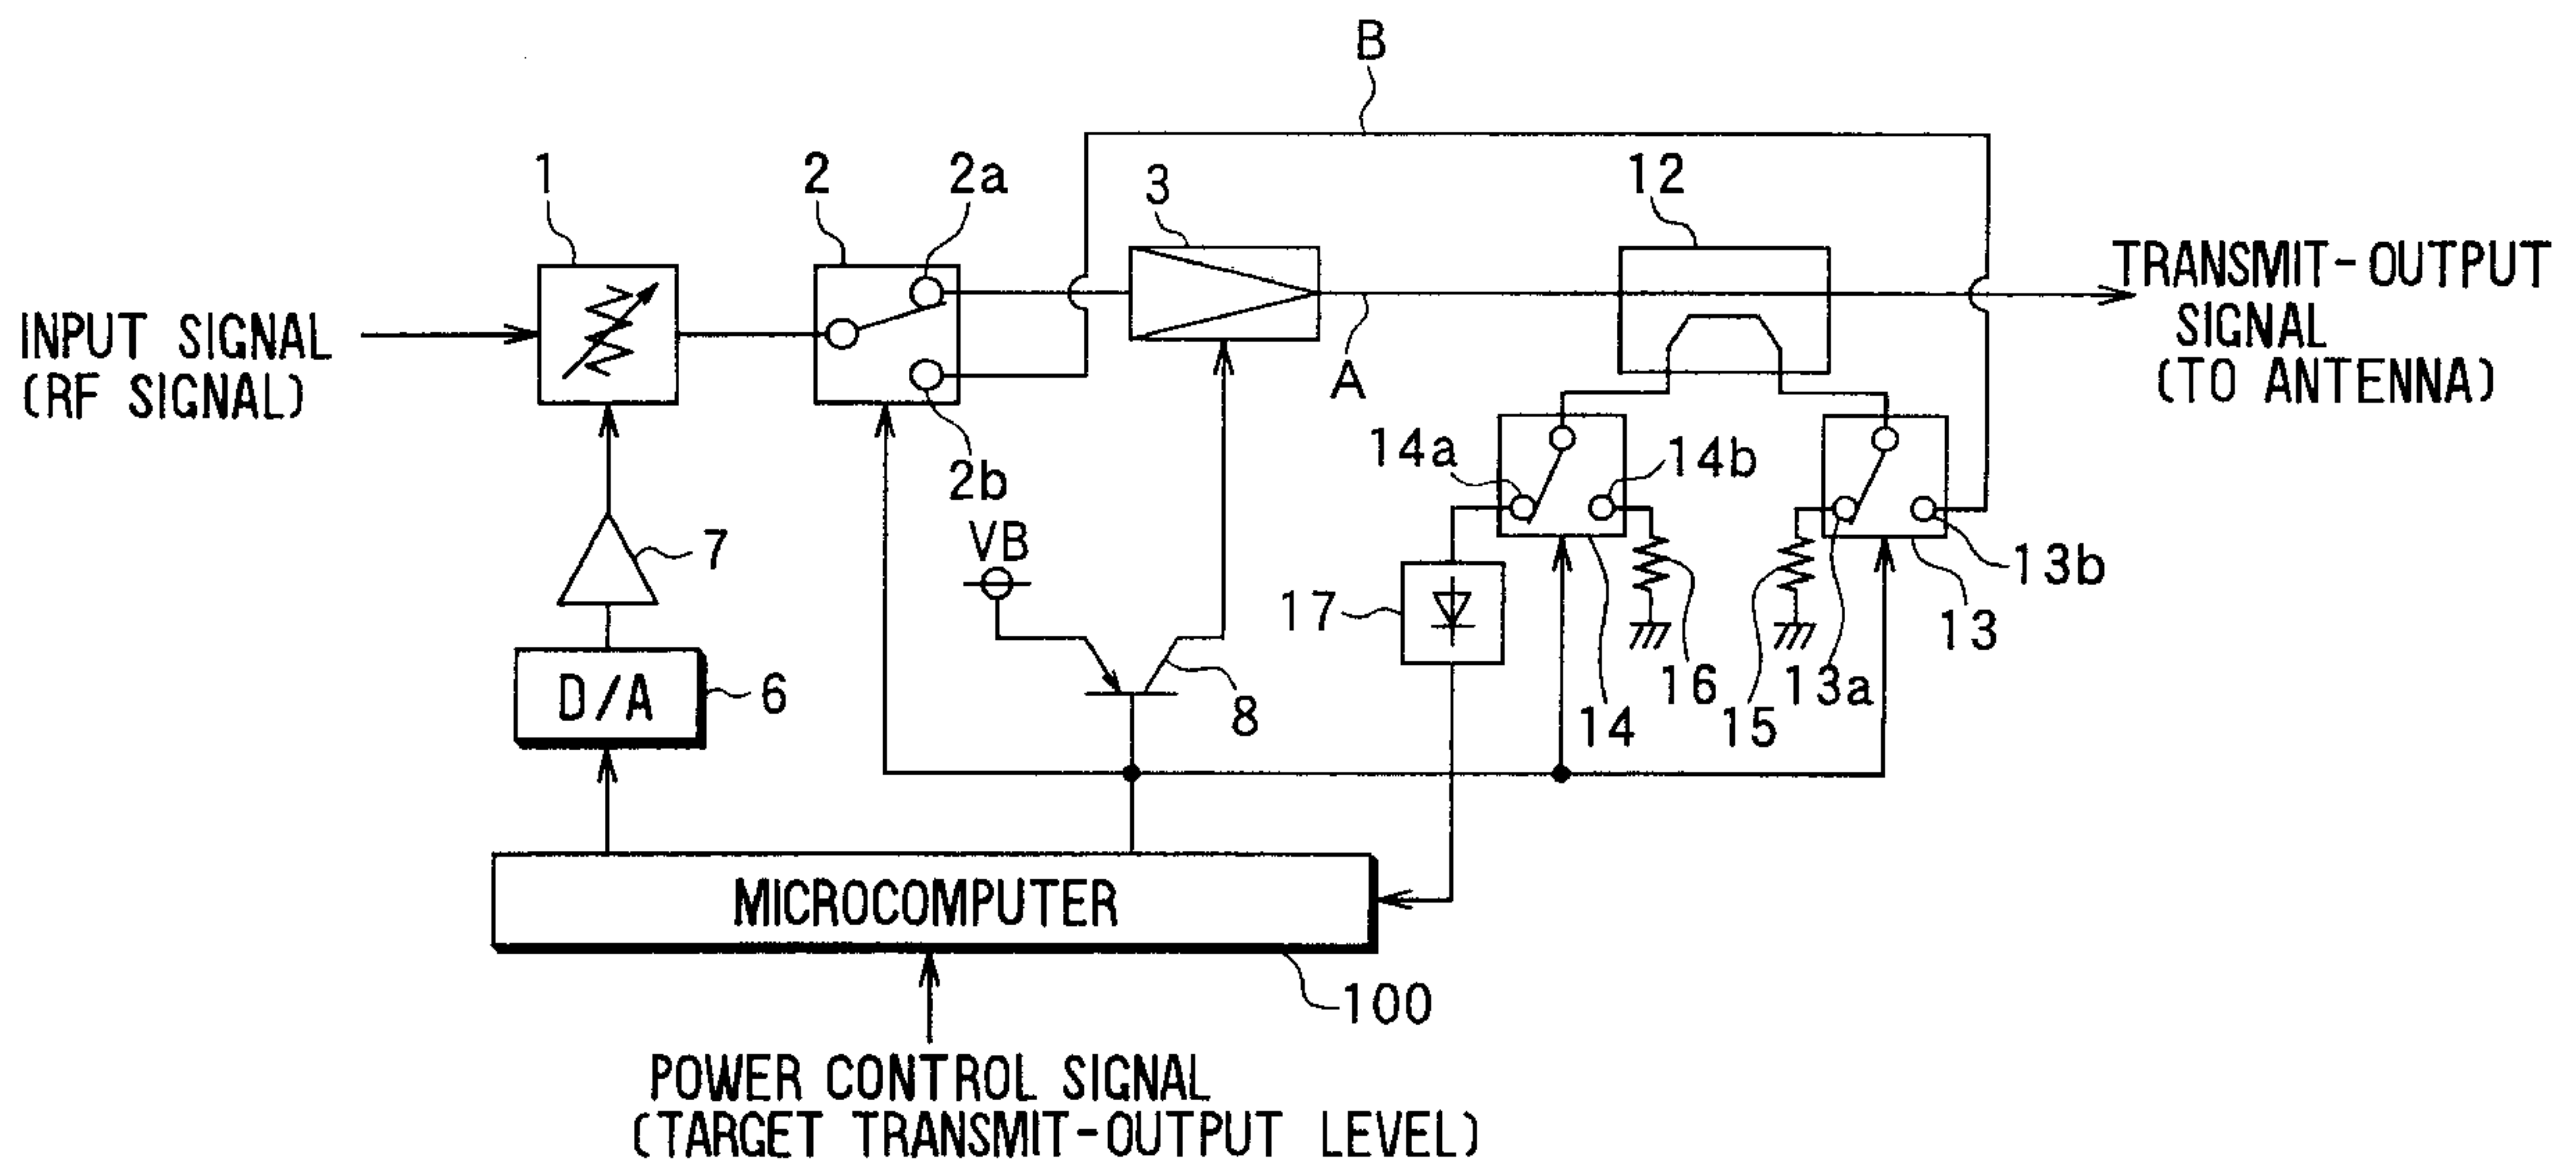 B
1
2
2a
3
12
TRANSMIT-OUTPUT
SIGNAL
(TO ANTENNA)
INPUT SIGNAL
(RF SIGNAL)
A
2b
14a
14b
VB
7
17
13b
13
D/A
6
8
16
13a
14
15
MICROCOMPUTER
100
POWER CONTROL SIGNAL
(TARGET TRANSMIT-OUTPUT LEVEL)